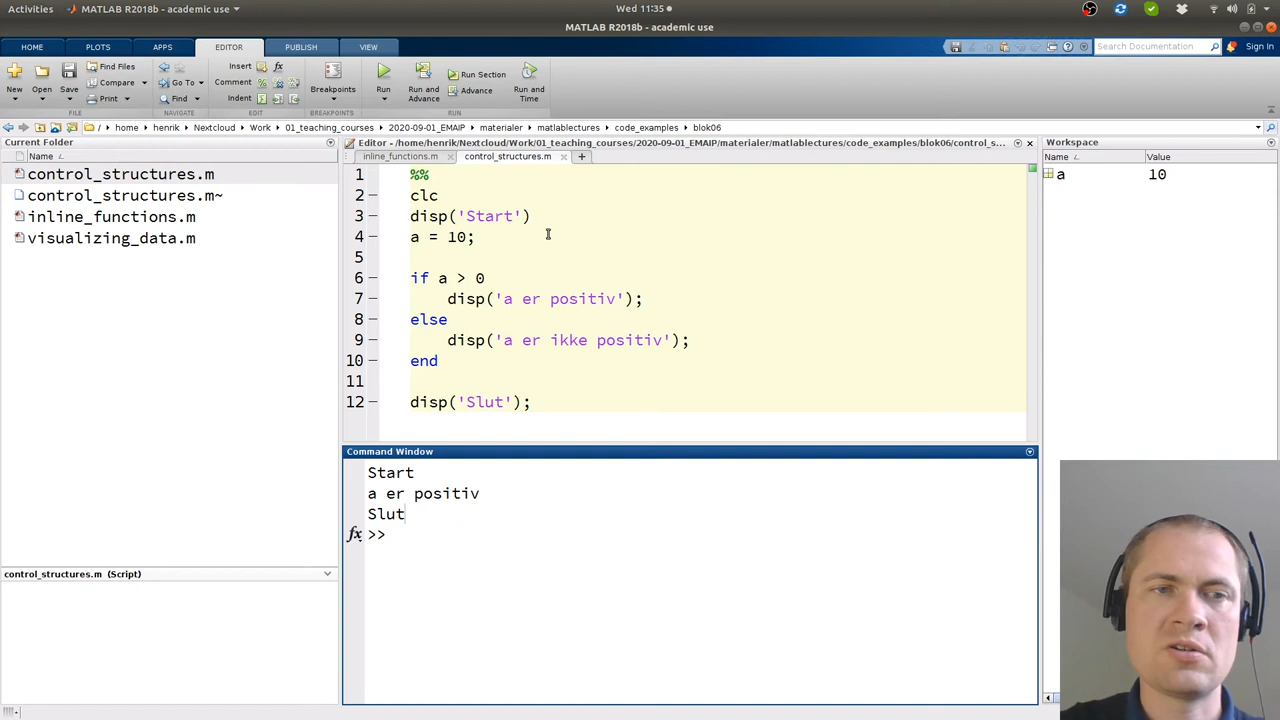 Activities
MATLAB R2018b - academic use
Wed 11:35
MATLAB R2018b - academic use
HOME PLOTS APPS EDITOR PUBLISH VIEW
Search Documentation
Sign In
Find Files
Insert fx
Run Section
Compare
Go To
Comment %
New Open Save
Breakpoints Run Run and Advance
Advance
Run and Time
Print
Find
Indent
FILE NAVIGATE EDIT BREAKPOINTS RUN
/ home henrik Nextcloud Work 01_teaching_courses 2020-09-01_EMAIP materialer matlablectures code_examples blok06
Current Folder
Name
control_structures.m
control_structures.m~
inline_functions.m
visualizing_data.m
control_structures.m (Script)
Editor - /home/henrik/Nextcloud/Work/01_teaching_courses/2020-09-01_EMAIP/materialer/matlablectures/code_examples/blok06/control_s...
inline_functions.m control_structures.m
1 %%
2 clc
3 disp('Start')
4 a = 10;
5
6 if a > 0
7 disp('a er positiv');
8 else
9 disp('a er ikke positiv');
10 end
11
12 disp('Slut');
Command Window
Start
a er positiv
Slut
fx >>
Workspace
Name Value
a 10